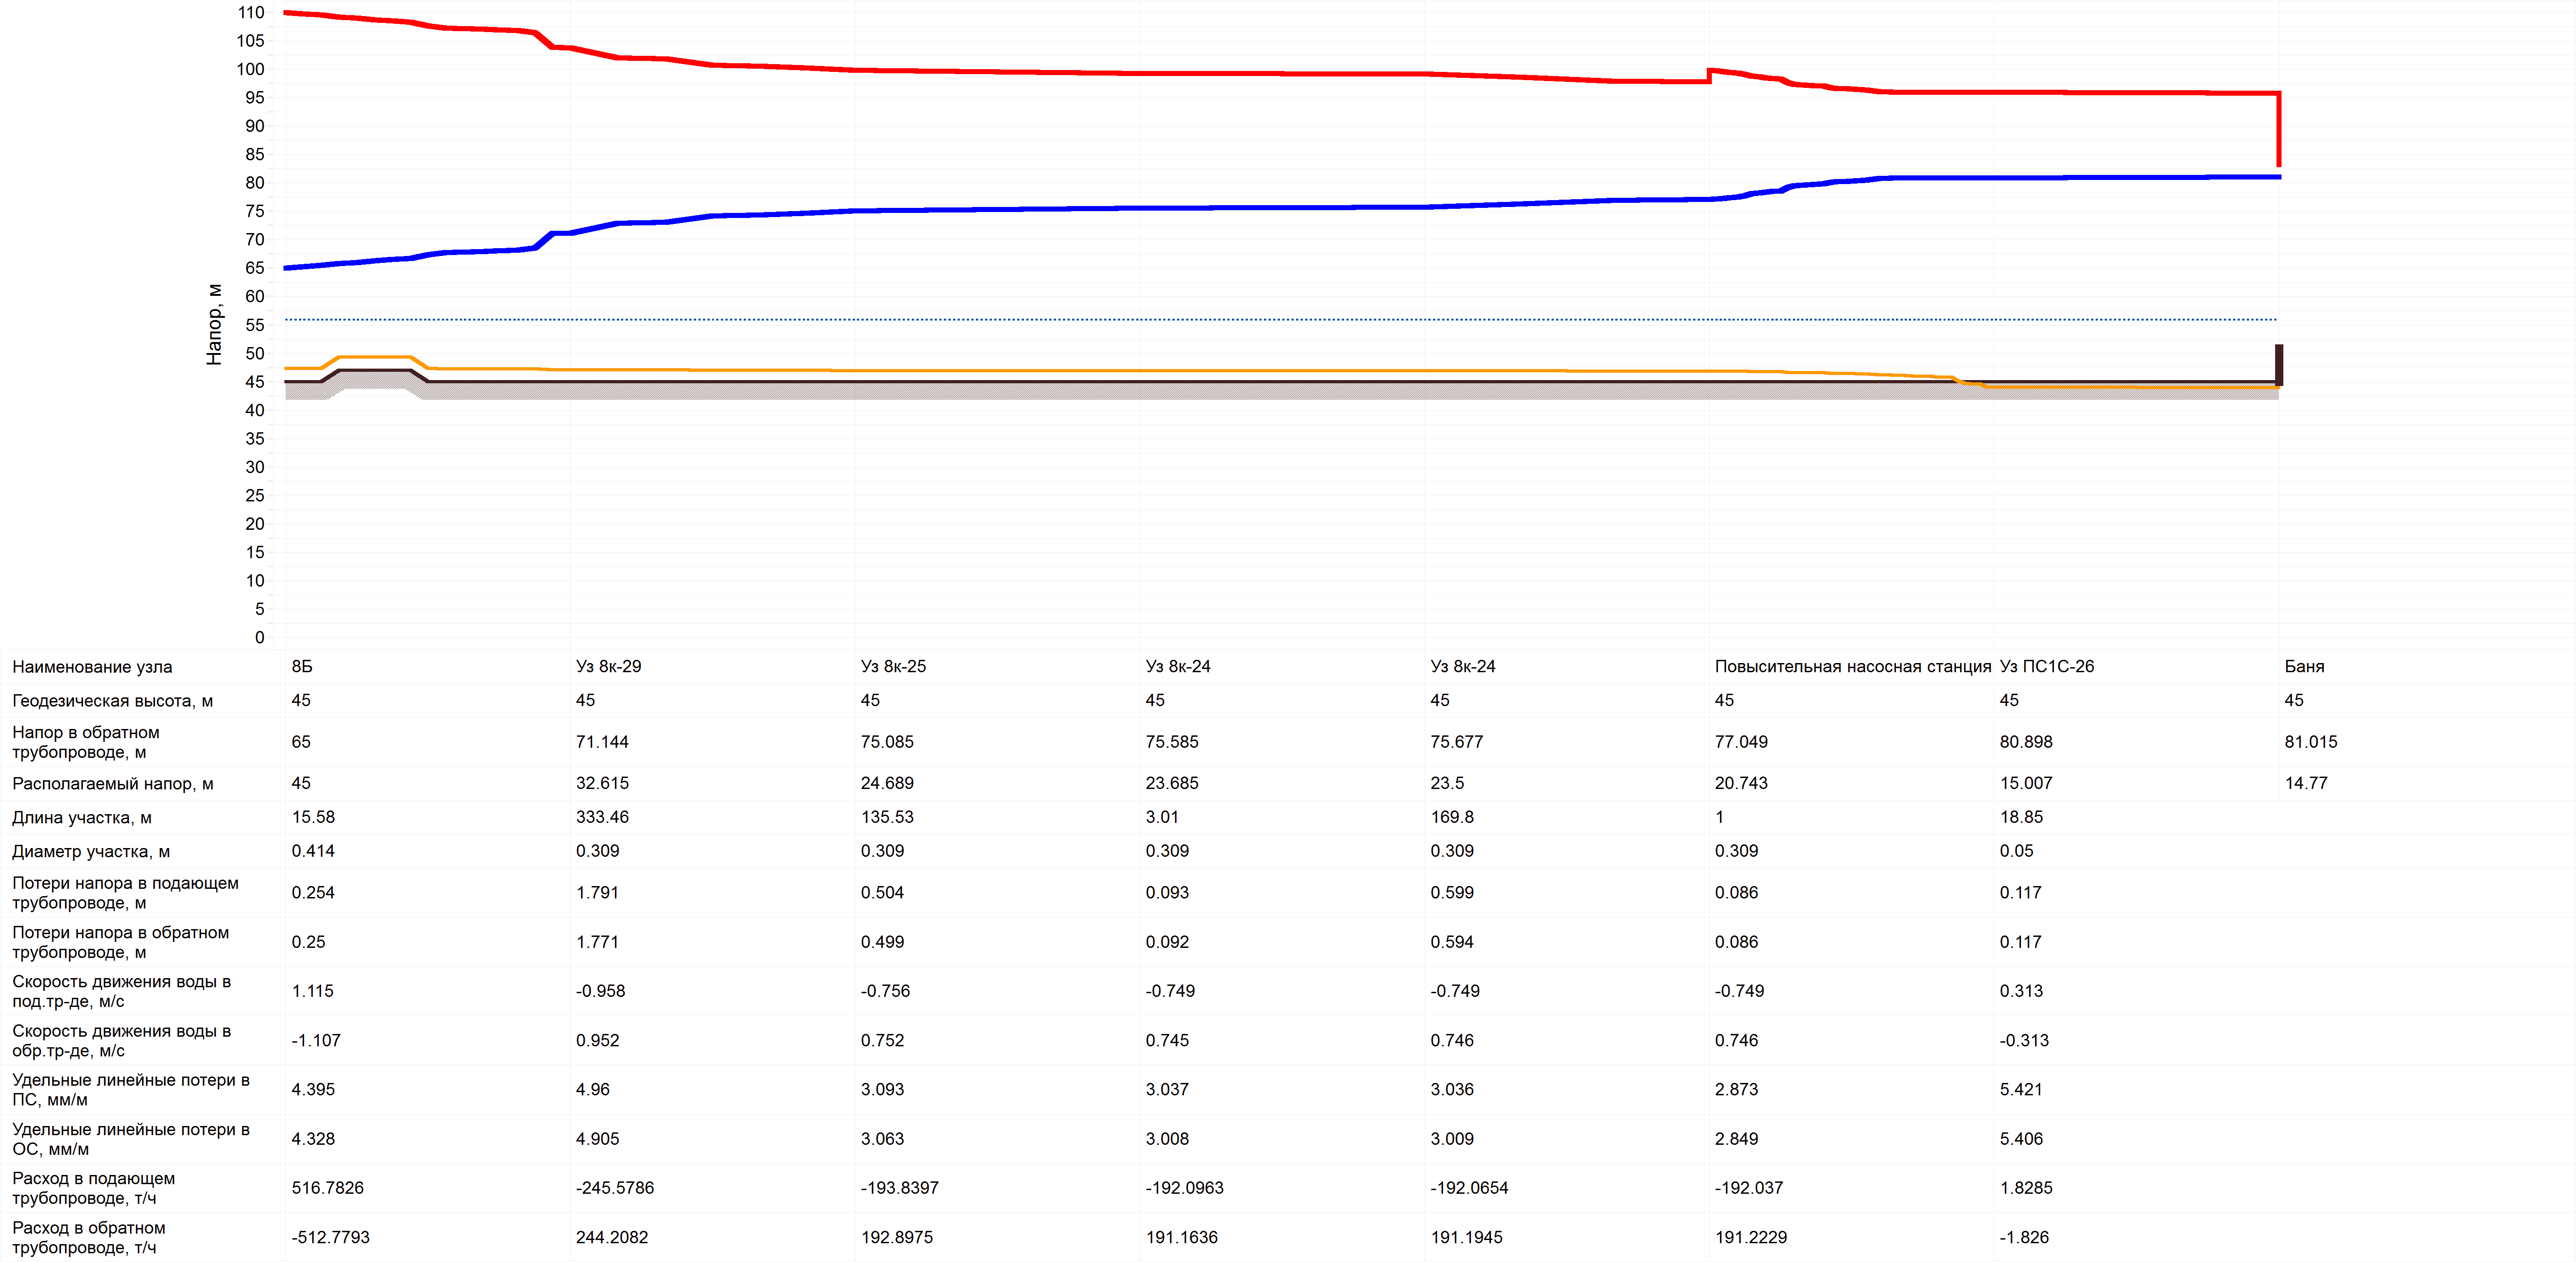 110
105
100
95
90
85
80
75
70
65
60
55
50
45
40
35
30
25
20
15
10
5
0
Напор, м
Наименование узла 8Б Уз 8к-29 Уз 8к-25 Уз 8к-24 Уз 8к-24 Повысительная насосная станция Уз ПС1С-26 Баня
Геодезическая высота, м 45 45 45 45 45 45 45 45
Напор в обратном
трубопроводе, м 65 71.144 75.085 75.585 75.677 77.049 80.898 81.015
Располагаемый напор, м 45 32.615 24.689 23.685 23.5 20.743 15.007 14.77
Длина участка, м 15.58 333.46 135.53 3.01 169.8 1 18.85
Диаметр участка, м 0.414 0.309 0.309 0.309 0.309 0.309 0.05
Потери напора в подающем
трубопроводе, м 0.254 1.791 0.504 0.093 0.599 0.086 0.117
Потери напора в обратном
трубопроводе, м 0.25 1.771 0.499 0.092 0.594 0.086 0.117
Скорость движения воды в
под.тр-де, м/с 1.115 -0.958 -0.756 -0.749 -0.749 -0.749 0.313
Скорость движения воды в
обр.тр-де, м/с -1.107 0.952 0.752 0.745 0.746 0.746 -0.313
Удельные линейные потери в
ПС, мм/м 4.395 4.96 3.093 3.037 3.036 2.873 5.421
Удельные линейные потери в
ОС, мм/м 4.328 4.905 3.063 3.008 3.009 2.849 5.406
Расход в подающем
трубопроводе, т/ч 516.7826 -245.5786 -193.8397 -192.0963 -192.0654 -192.037 1.8285
Расход в обратном
трубопроводе, т/ч -512.7793 244.2082 192.8975 191.1636 191.1945 191.2229 -1.826